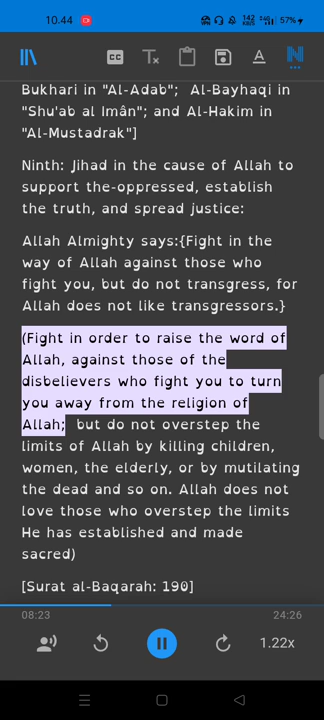 10.44
142
KB/S
57%
CC
Bukhari in "Al-Adab";  Al-Bayhaqi in
"Shu'ab al Imân"; and Al-Hakim in
"Al-Mustadrak"]
Ninth: Jihad in the cause of Allah to
support the-oppressed, establish
the truth, and spread justice:
Allah Almighty says:{Fight in the
way of Allah against those who
fight you, but do not transgress, for
Allah does not like transgressors.}
(Fight in order to raise the word of
Allah, against those of the
disbelievers who fight you to turn
you away from the religion of
Allah;  but do not overstep the
limits of Allah by killing children,
women, the elderly, or by mutilating
the dead and so on. Allah does not
love those who overstep the limits
He has established and made
sacred)
[Surat al-Baqarah: 190]
08:23 24:26
1.22x